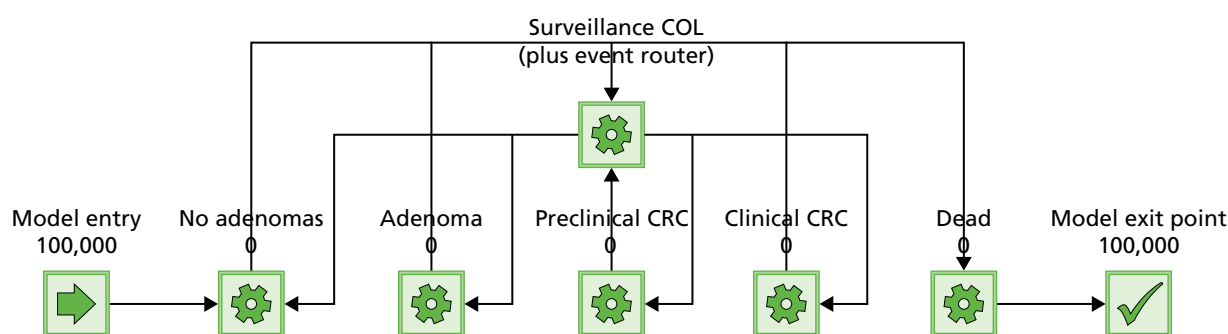 Surveillance COL
(plus event router)
Model entry
100,000
No adenomas
0
Adenoma
0
Preclinical CRC
0
Clinical CRC
0
Dead
0
Model exit point
100,000